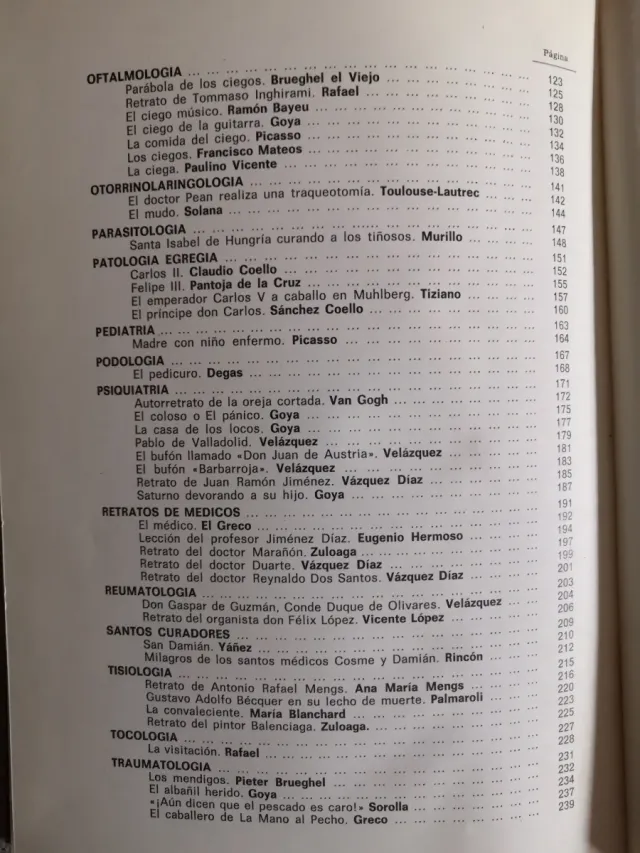 Página
OFTALMOLOGIA ... 123
Parábola de los ciegos. Brueghel el Viejo ... 125
Retrato de Tommaso Inghirami. Rafael ... 128
El ciego músico. Ramón Bayeu ... 130
El ciego de la guitarra. Goya ... 132
La comida del ciego. Picasso ... 134
Los ciegos. Francisco Mateos ... 136
La ciega. Paulino Vicente ... 138
OTORRINOLARINGOLOGIA ... 141
El doctor Pean realiza una traqueotomía. Toulouse-Lautrec ... 142
El mudo. Solana ... 144
PARASITOLOGIA ... 147
Santa Isabel de Hungría curando a los tiñosos. Murillo ... 148
PATOLOGIA EGREGIA ... 151
Carlos II. Claudio Coello ... 152
Felipe III. Pantoja de la Cruz ... 155
El emperador Carlos V a caballo en Muhlberg. Tiziano ... 157
El príncipe don Carlos. Sánchez Coello ... 160
PEDIATRIA ... 163
Madre con niño enfermo. Picasso ... 164
PODOLOGIA ... 167
El pedicuro. Degas ... 168
PSIQUIATRIA ... 171
Autorretrato de la oreja cortada. Van Gogh ... 172
El coloso o El pánico. Goya ... 175
La casa de los locos. Goya ... 177
Pablo de Valladolid. Velázquez ... 179
El bufón llamado «Don Juan de Austria». Velázquez ... 181
El bufón «Barbarroja». Velázquez ... 183
Retrato de Juan Ramón Jiménez. Vázquez Díaz ... 185
Saturno devorando a su hijo. Goya ... 187
RETRATOS DE MEDICOS ... 191
El médico. El Greco ... 192
Lección del profesor Jiménez Díaz. Eugenio Hermoso ... 194
Retrato del doctor Marañón. Zuloaga ... 197
Retrato del doctor Duarte. Vázquez Díaz ... 199
Retrato del doctor Reynaldo Dos Santos. Vázquez Díaz ... 201
REUMATOLOGIA ... 203
Don Gaspar de Guzmán, Conde Duque de Olivares. Velázquez ... 204
Retrato del organista don Félix López. Vicente López ... 206
SANTOS CURADORES ... 209
San Damián. Yáñez ... 210
Milagros de los santos médicos Cosme y Damián. Rincón ... 212
TISIOLOGIA ... 215
Retrato de Antonio Rafael Mengs. Ana María Mengs ... 216
Gustavo Adolfo Bécquer en su lecho de muerte. Palmaroli ... 220
La convaleciente. María Blanchard ... 223
Retrato del pintor Balenciaga. Zuloaga. ... 225
TOCOLOGIA ... 227
La visitación. Rafael ... 228
TRAUMATOLOGIA ... 231
Los mendigos. Pieter Brueghel ... 232
El albañil herido. Goya ... 234
«¡Aún dicen que el pescado es caro!» Sorolla ... 237
El caballero de La Mano al Pecho. Greco ... 239